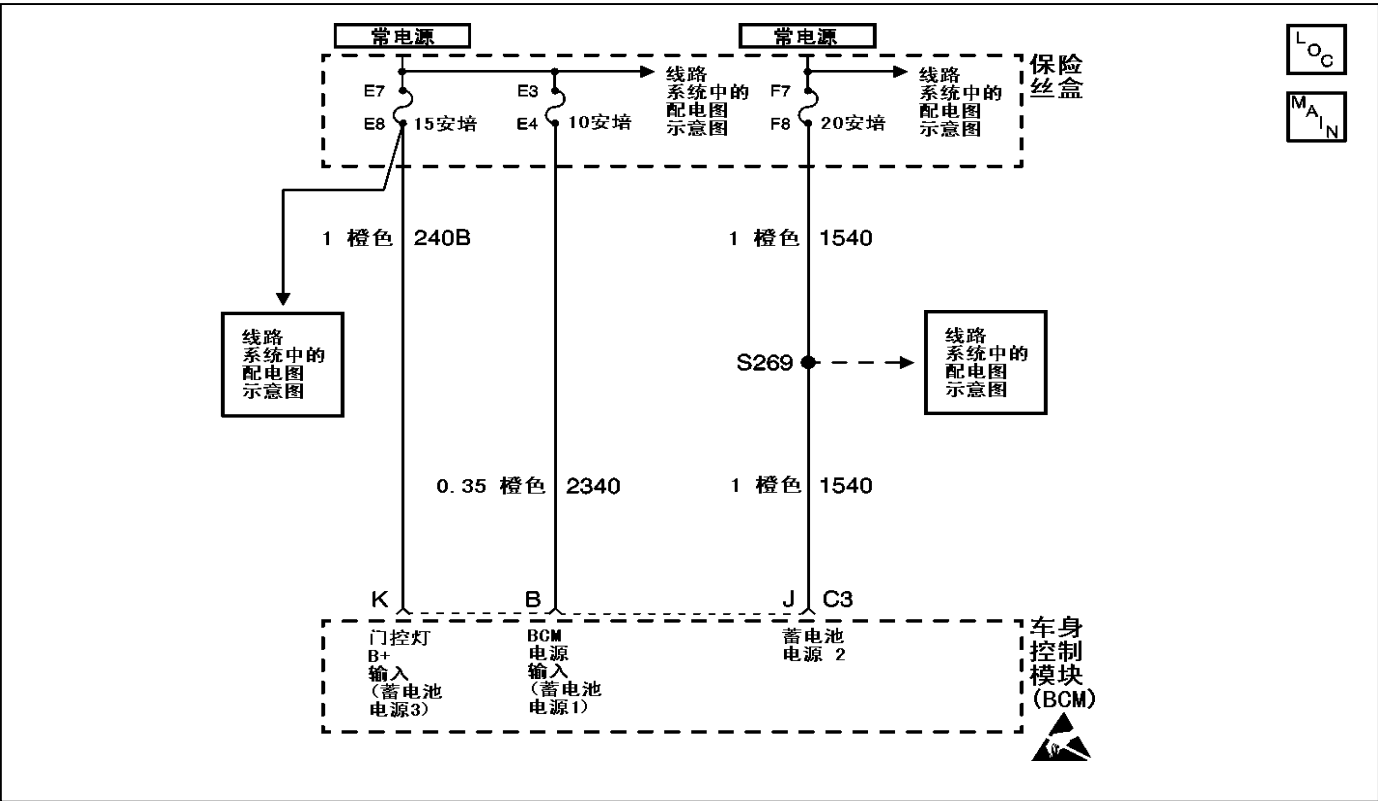 常电源
常电源
LOC
MAIN
保险
丝盒
线路
系统中的
配电图
示意图
线路
系统中的
配电图
示意图
E7
E8 15安培
E3
E4 10安培
F7
F8 20安培
1 橙色 240B
1 橙色 1540
线路
系统中的
配电图
示意图
S269
线路
系统中的
配电图
示意图
0.35 橙色 2340
1 橙色 1540
K
B
J C3
门控灯
B+
输入
(蓄电池
电源3)
BCM
电源
输入
(蓄电池
电源1)
蓄电池
电源 2
车身
控制
模块
(BCM)